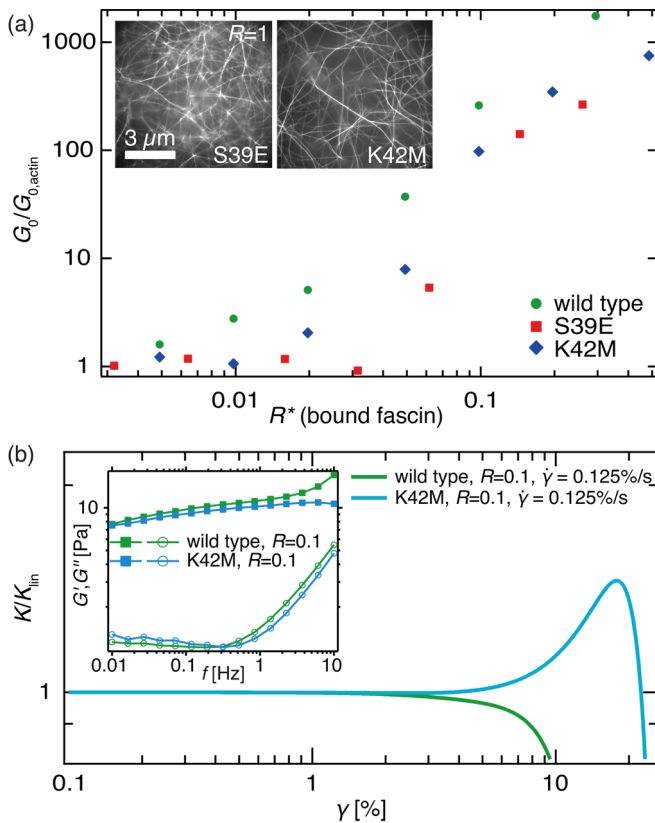 (a)
R=1
3 μm
S39E
K42M
1000
100
10
1
G₀/G₀,actin
wild type
S39E
K42M
0.01
0.1
R* (bound fascin)
(b)
wild type, R=0.1, γ̇ = 0.125%/s
K42M, R=0.1, γ̇ = 0.125%/s
10
G′, G″ [Pa]
wild type, R=0.1
K42M, R=0.1
0.01
0.1
1
10
f [Hz]
K/Kₗᵢₙ
1
0.1
1
10
γ [%]